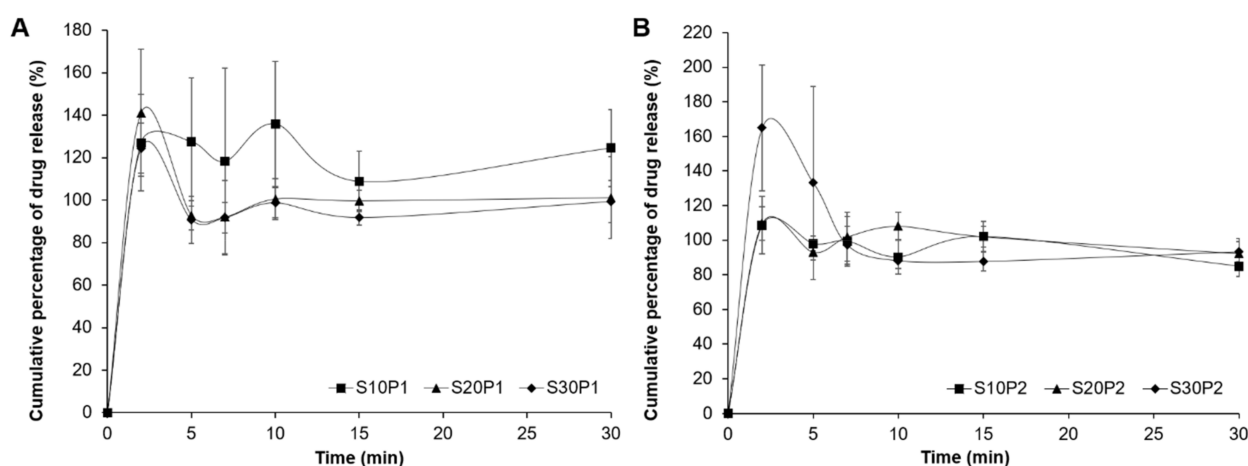 A
Cumulative percentage of drug release (%)
180
160
140
120
100
80
60
40
20
0
0 5 10 15 20 25 30
Time (min)
S10P1 S20P1 S30P1
B
Cumulative percentage of drug release (%)
220
200
180
160
140
120
100
80
60
40
20
0
0 5 10 15 20 25 30
Time (min)
S10P2 S20P2 S30P2